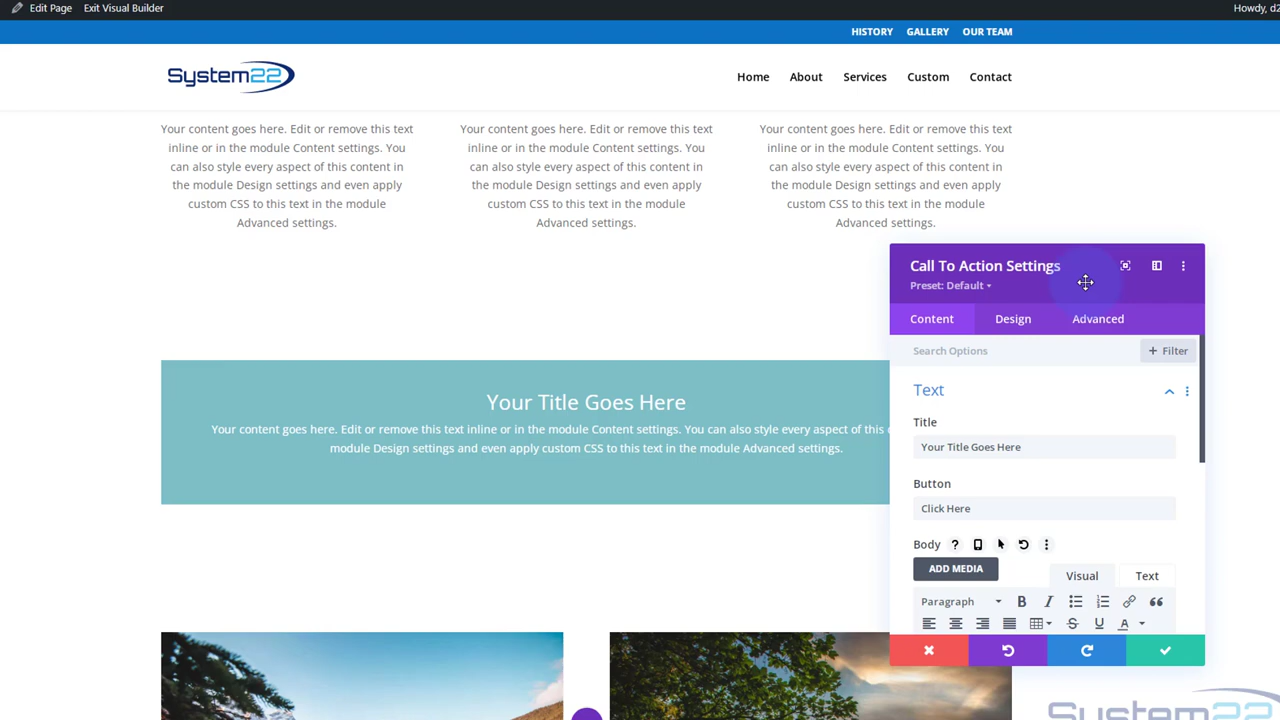 Edit Page Exit Visual Builder Howdy, d2
HISTORY GALLERY OUR TEAM
System22
Home About Services Custom Contact
Your content goes here. Edit or remove this text
inline or in the module Content settings. You
can also style every aspect of this content in
the module Design settings and even apply
custom CSS to this text in the module
Advanced settings.
Your content goes here. Edit or remove this text
inline or in the module Content settings. You
can also style every aspect of this content in
the module Design settings and even apply
custom CSS to this text in the module
Advanced settings.
Your content goes here. Edit or remove this text
inline or in the module Content settings. You
can also style every aspect of this content in
the module Design settings and even apply
custom CSS to this text in the module
Advanced settings.
Your Title Goes Here
Your content goes here. Edit or remove this text inline or in the module Content settings. You can also style every aspect of this
module Design settings and even apply custom CSS to this text in the module Advanced settings.
Call To Action Settings
Preset: Default
Content Design Advanced
Search Options + Filter
Text
Title
Your Title Goes Here
Button
Click Here
Body ?
ADD MEDIA Visual Text
Paragraph B I
S U A
System22